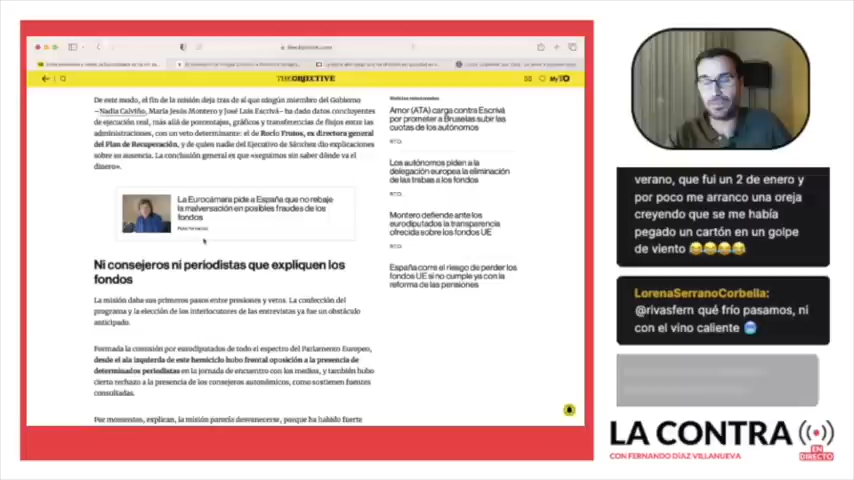 THE OBJECTIVE
De este modo, el fin de la misión deja tras de sí que ningún miembro del Gobierno
–Nadia Calviño, María Jesús Montero y José Luis Escrivá– ha dado datos concluyentes
de ejecución real, más allá de porcentajes, gráficos y transferencias de flujos entre las
administraciones, con un veto determinante: el de Rocío Frutos, ex directora general
del Plan de Recuperación, y de quien nadie del Ejecutivo de Sánchez dio explicaciones
sobre su ausencia. La conclusión general es que «seguimos sin saber dónde va el
dinero».
La Eurocámara pide a España que no rebaje
la malversación en posibles fraudes de los
fondos
Ni consejeros ni periodistas que expliquen los
fondos
La misión daba sus primeros pasos entre presiones y vetos. La confección del
programa y la elección de los interlocutores de las entrevistas ya fue un obstáculo
anticipado.
Formada la comisión por eurodiputados de todo el espectro del Parlamento Europeo,
desde el ala izquierda de este hemiciclo hubo frontal oposición a la presencia de
determinados periodistas en la jornada de encuentro con los medios, y también hubo
cierto rechazo a la presencia de los consejeros autonómicos, como sostienen fuentes
consultadas.
Por momentos, explican, la misión parecía desvanecerse, porque ha habido fuerte
Noticias relacionadas
Amor (ATA) carga contra Escrivá
por prometer a Bruselas subir las
cuotas de los autónomos
Los autónomos piden a la
delegación europea la eliminación
de las trabas a los fondos
Montero defiende ante los
eurodiputados la transparencia
ofrecida sobre los fondos UE
España corre el riesgo de perder los
fondos UE si no cumple ya con la
reforma de las pensiones
verano, que fui un 2 de enero y
por poco me arranco una oreja
creyendo que se me había
pegado un cartón en un golpe
de viento 😂😂😂😂
LorenaSerranoCorbella:
@rivasfern qué frío pasamos, ni
con el vino caliente 🥶
LA CONTRA
EN
DIRECTO
CON FERNANDO DÍAZ VILLANUEVA